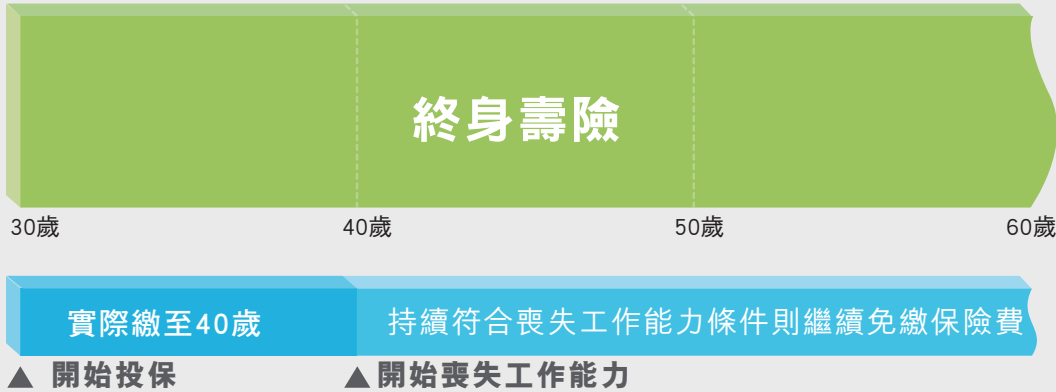 終身壽險
30歲 40歲 50歲 60歲
實際繳至40歲 持續符合喪失工作能力條件則繼續免繳保險費
▲ 開始投保 ▲開始喪失工作能力